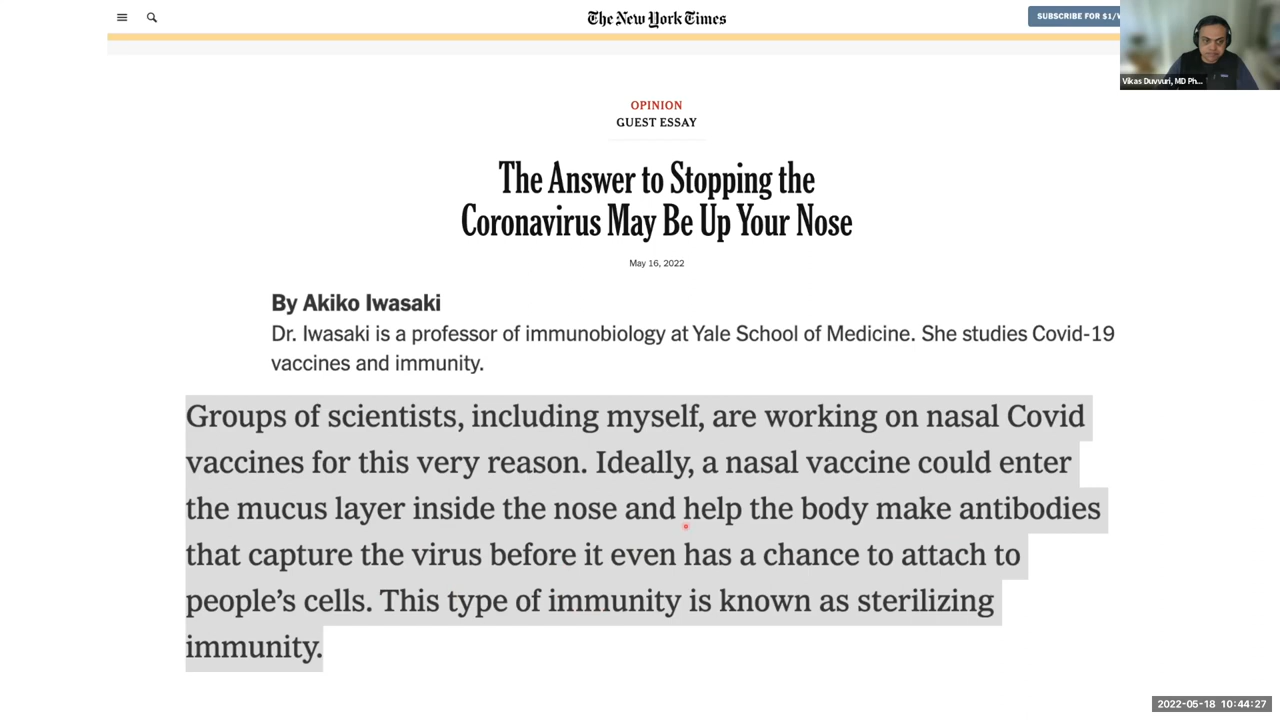 The New York Times
SUBSCRIBE FOR $1/
Vikas Duvvuri, MD Ph...
OPINION
GUEST ESSAY
The Answer to Stopping the
Coronavirus May Be Up Your Nose
May 16, 2022
By Akiko Iwasaki
Dr. Iwasaki is a professor of immunobiology at Yale School of Medicine. She studies Covid-19
vaccines and immunity.
Groups of scientists, including myself, are working on nasal Covid
vaccines for this very reason. Ideally, a nasal vaccine could enter
the mucus layer inside the nose and help the body make antibodies
that capture the virus before it even has a chance to attach to
people’s cells. This type of immunity is known as sterilizing
immunity.
2022-05-18 10:44:27